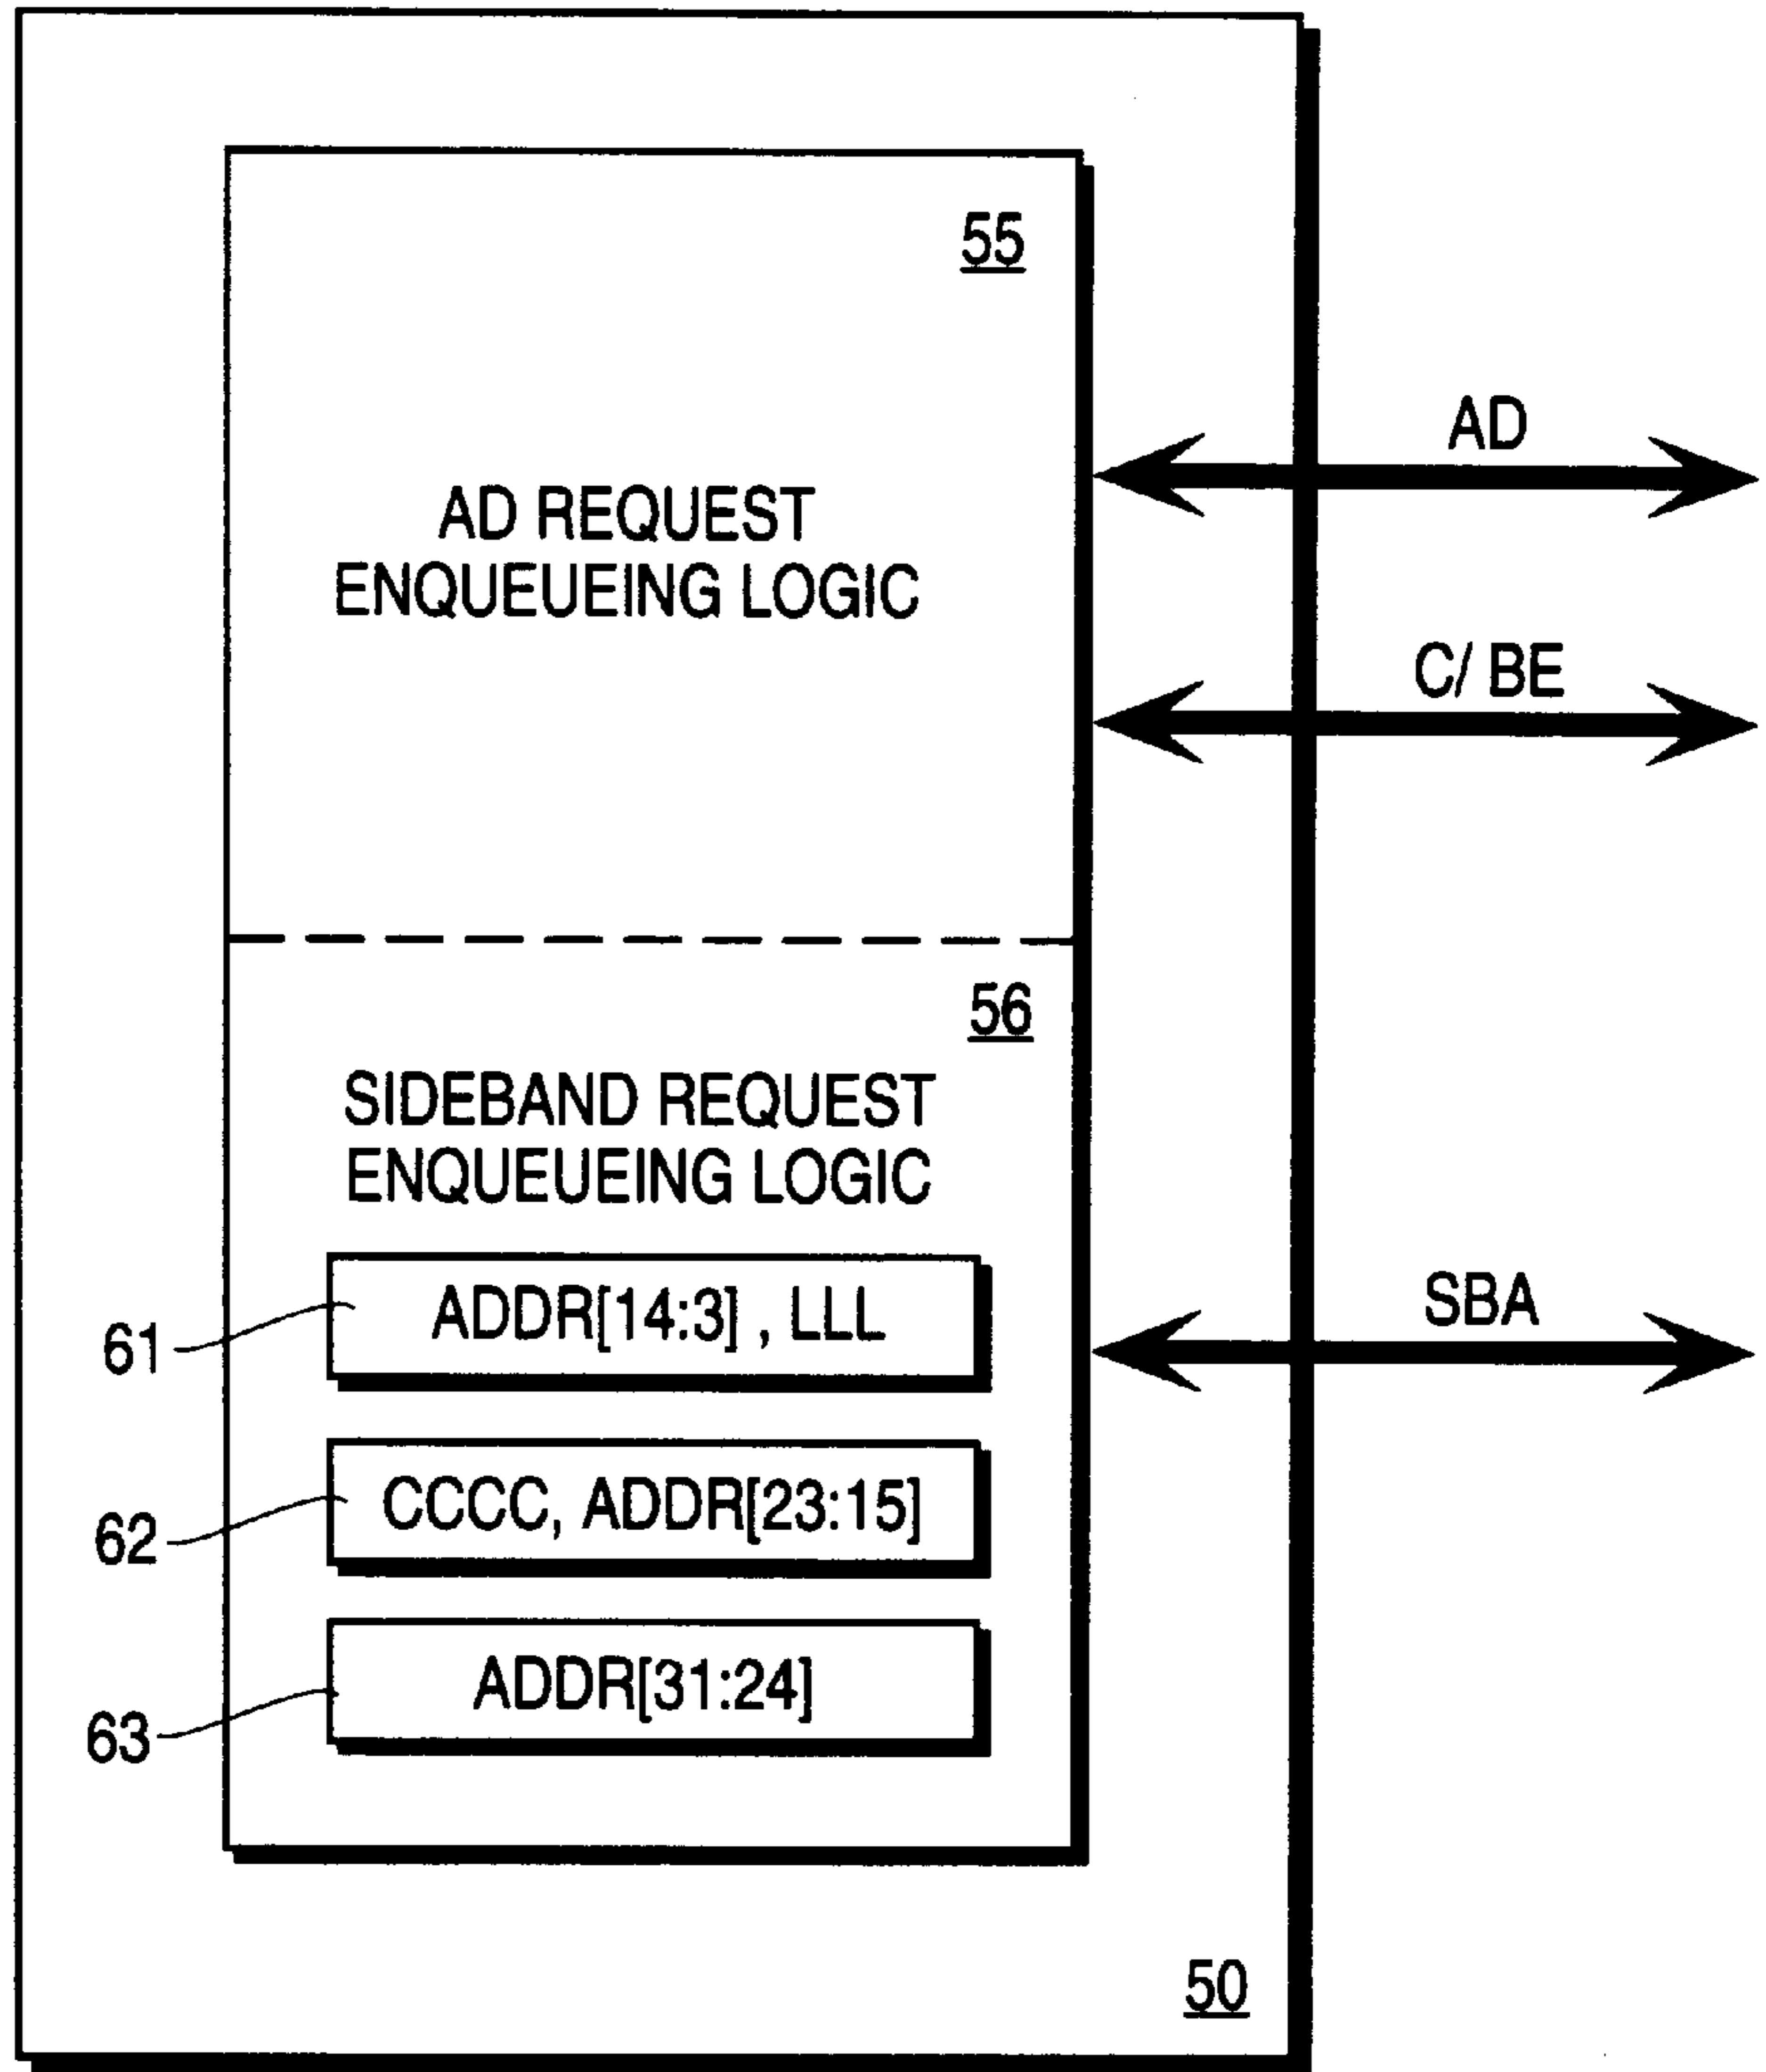 55
AD
AD REQUEST
ENQUEUEING LOGIC
C/ BE
56
SIDEBAND REQUEST
ENQUEUEING LOGIC
SBA
ADDR[14:3] , LLL
61
CCCC, ADDR[23:15]
62
ADDR[31:24]
63
50